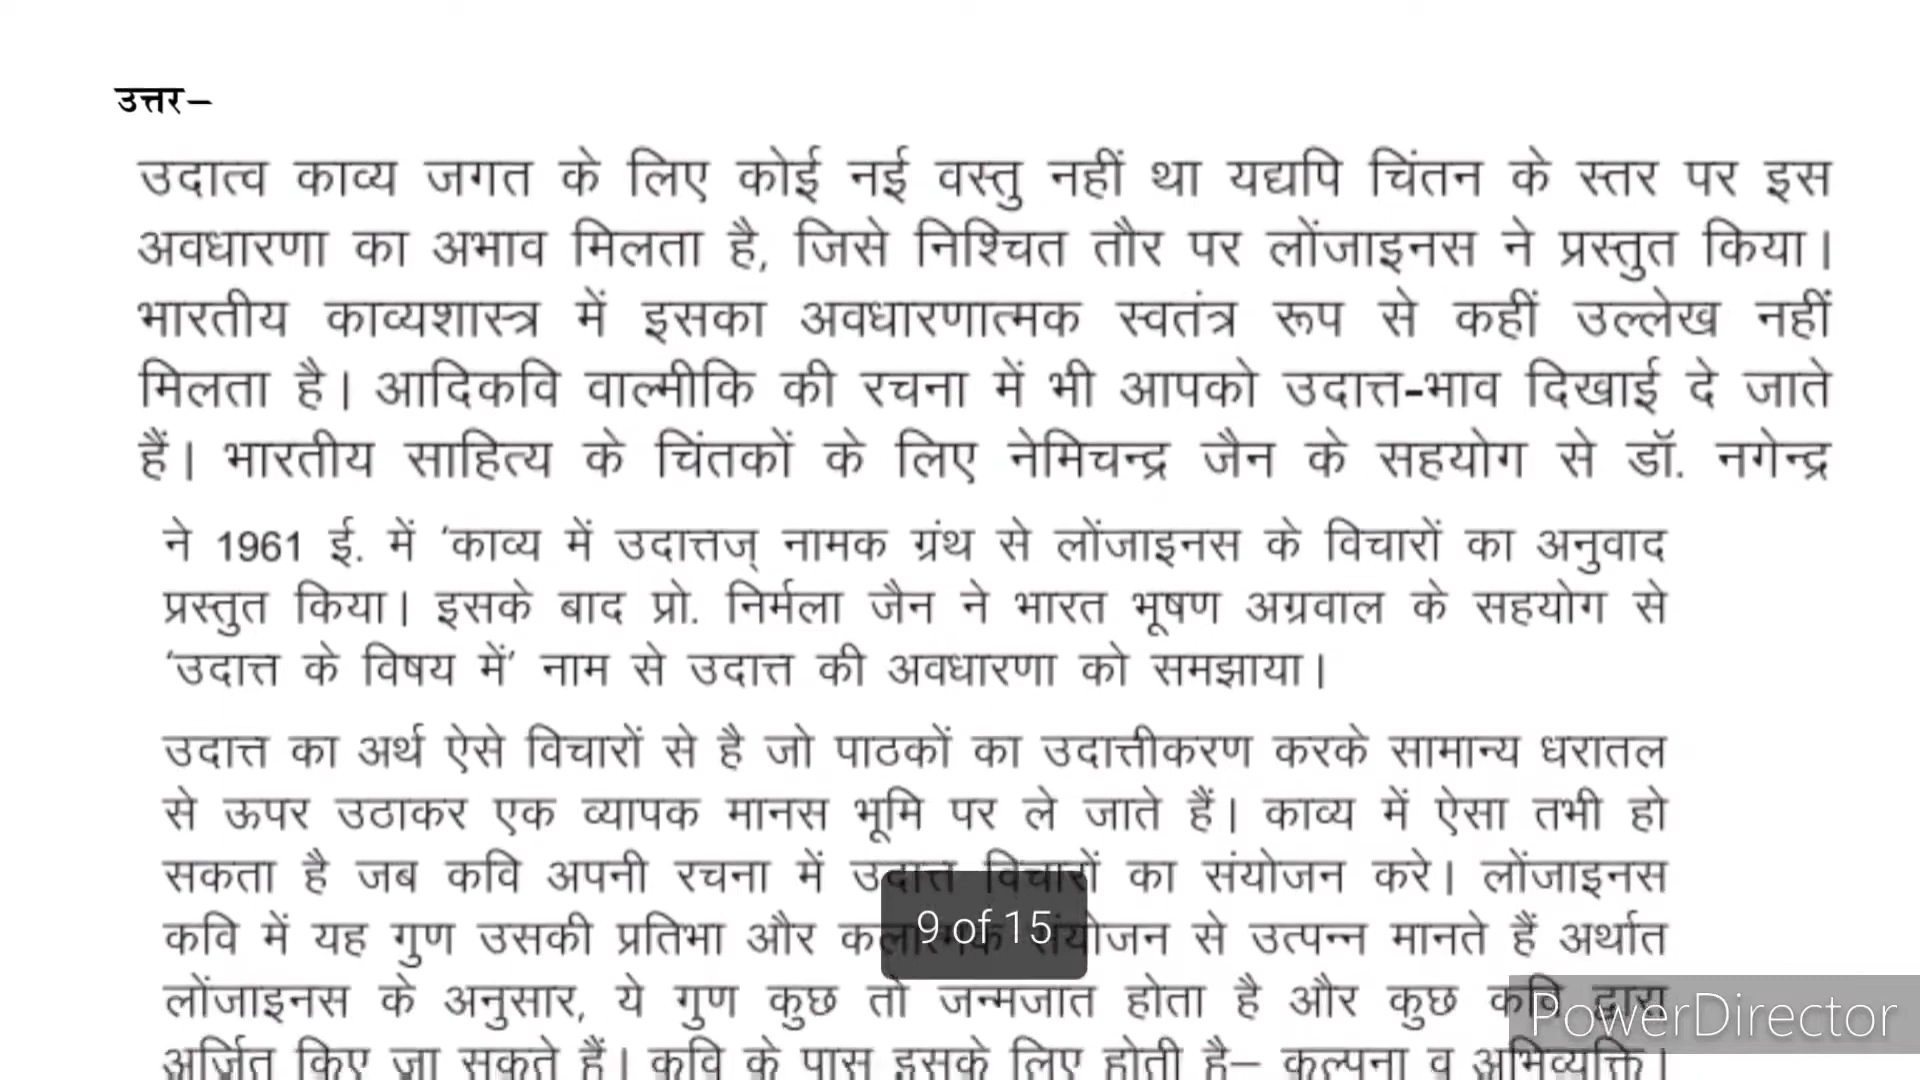 उत्तर–
उदात्व काव्य जगत के लिए कोई नई वस्तु नहीं था यद्यपि चिंतन के स्तर पर इस
अवधारणा का अभाव मिलता है, जिसे निश्चित तौर पर लोंजाइनस ने प्रस्तुत किया।
भारतीय काव्यशास्त्र में इसका अवधारणात्मक स्वतंत्र रूप से कहीं उल्लेख नहीं
मिलता है। आदिकवि वाल्मीकि की रचना में भी आपको उदात्त-भाव दिखाई दे जाते
हैं। भारतीय साहित्य के चिंतकों के लिए नेमिचन्द्र जैन के सहयोग से डॉ. नगेन्द्र
ने 1961 ई. में ‘काव्य में उदात्तज् नामक ग्रंथ से लोंजाइनस के विचारों का अनुवाद
प्रस्तुत किया। इसके बाद प्रो. निर्मला जैन ने भारत भूषण अग्रवाल के सहयोग से
‘उदात्त के विषय में’ नाम से उदात्त की अवधारणा को समझाया।
उदात्त का अर्थ ऐसे विचारों से है जो पाठकों का उदात्तीकरण करके सामान्य धरातल
से ऊपर उठाकर एक व्यापक मानस भूमि पर ले जाते हैं। काव्य में ऐसा तभी हो
सकता है जब कवि अपनी रचना में उदात्त विचारों का संयोजन करे। लोंजाइनस
कवि में यह गुण उसकी प्रतिभा और कलात्मक संयोजन से उत्पन्न मानते हैं अर्थात
9 of 15
लोंजाइनस के अनुसार, ये गुण कुछ तो जन्मजात होता है और कुछ कवि द्वारा
PowerDirector
अर्जित किए जा सकते हैं। कवि के पास इसके लिए होती है– कल्पना व अभिव्यक्ति।